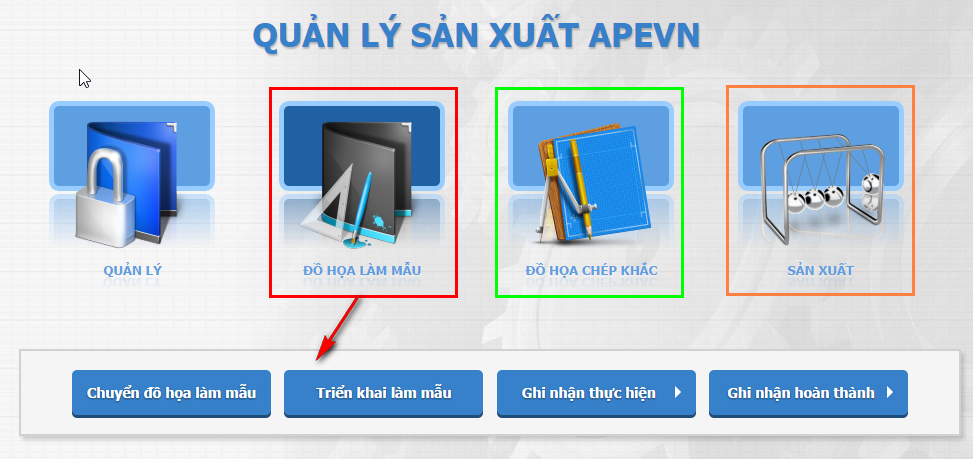 QUẢN LÝ SẢN XUẤT APEVN
QUẢN LÝ
ĐỒ HỌA LÀM MẪU
ĐỒ HỌA CHÉP KHẮC
SẢN XUẤT
Chuyển đồ họa làm mẫu
Triển khai làm mẫu
Ghi nhận thực hiện
Ghi nhận hoàn thành